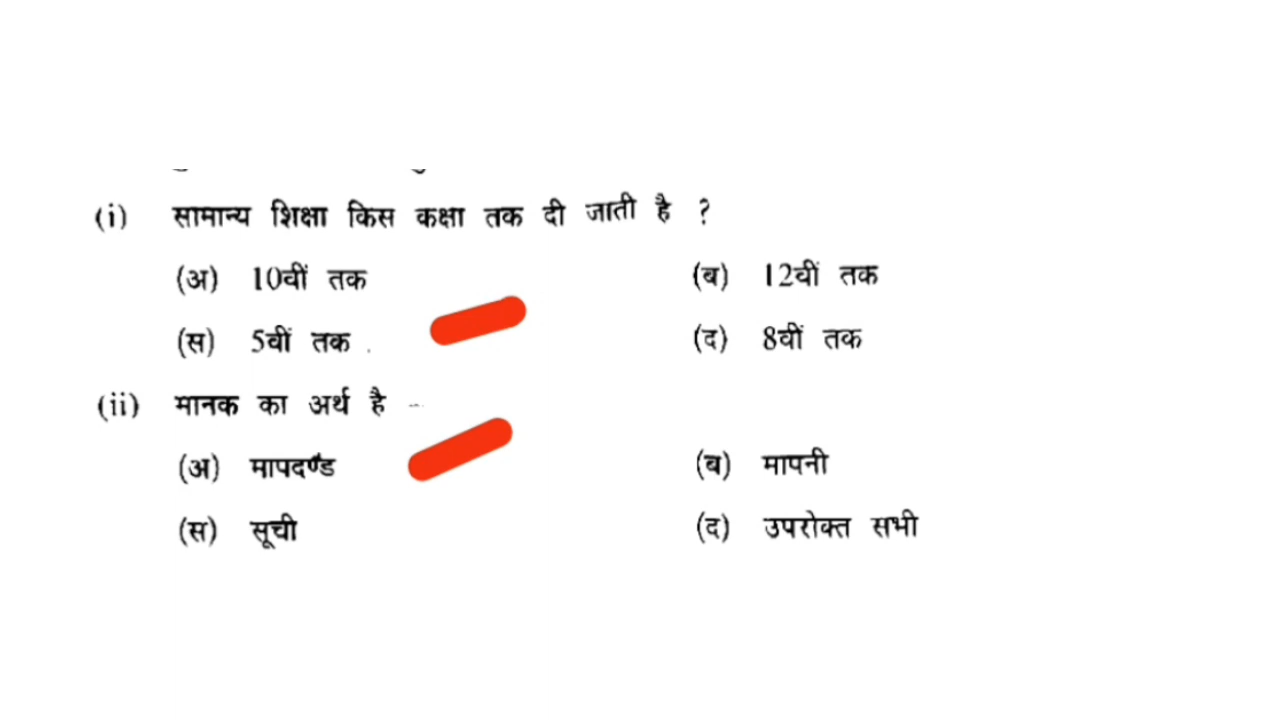 (i) सामान्य शिक्षा किस कक्षा तक दी जाती है ?
(अ) 10वीं तक (ब) 12वीं तक
(स) 5वीं तक . (द) 8वीं तक
(ii) मानक का अर्थ है –
(अ) मापदण्ड (ब) मापनी
(स) सूची (द) उपरोक्त सभी